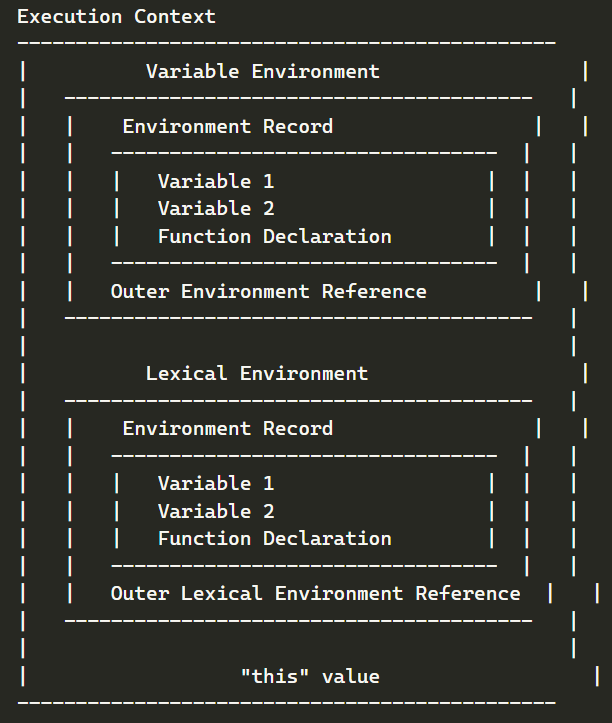 Execution Context
----------------------------------------------
|          Variable Environment                 |
|   ----------------------------------------   |
|   |    Environment Record                 |   |
|   |   ---------------------------------  |   |
|   |   |   Variable 1                  |  |   |
|   |   |   Variable 2                  |  |   |
|   |   |   Function Declaration        |  |   |
|   |   ---------------------------------  |   |
|   |   Outer Environment Reference         |   |
|   ----------------------------------------   |
|                                              |
|          Lexical Environment                  |
|   ----------------------------------------   |
|   |    Environment Record                 |   |
|   |   ---------------------------------  |   |
|   |   |   Variable 1                  |  |   |
|   |   |   Variable 2                  |  |   |
|   |   |   Function Declaration        |  |   |
|   |   ---------------------------------  |   |
|   |   Outer Lexical Environment Reference  |   |
|   ----------------------------------------   |
|                                              |
|                  "this" value                  |
----------------------------------------------